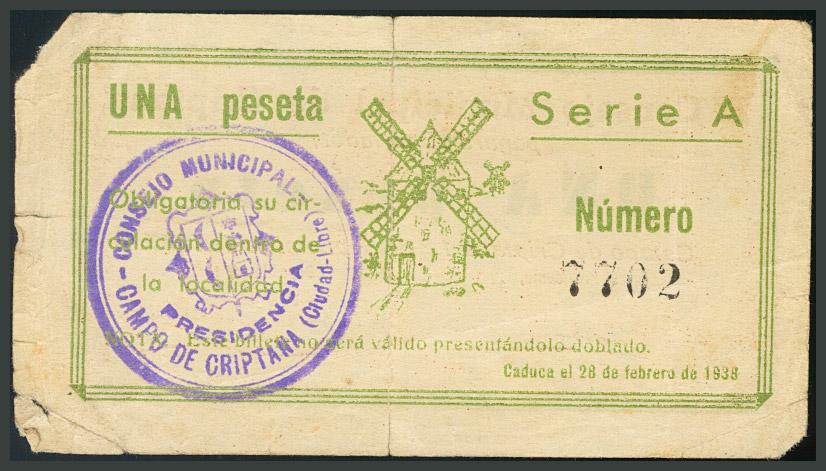 UNA peseta
Serie A
Obligatoria su cir-
culación dentro de
la localidad.
Número
7702
NOTA. Este billete no será válido presentándolo doblado.
Caduca el 28 de febrero de 1938
CONSEJO MUNICIPAL
PRESIDENCIA
CAMPO DE CRIPTANA (Ciudad-Libre)